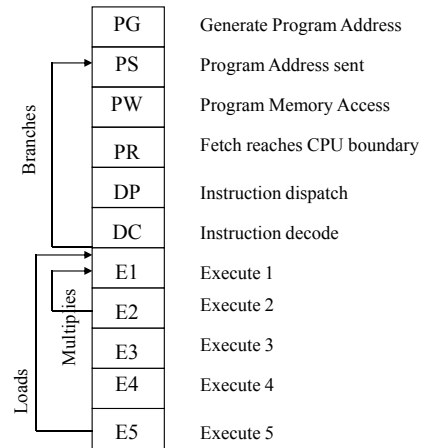 PG Generate Program Address
PS Program Address sent
PW Program Memory Access
PR Fetch reaches CPU boundary
DP Instruction dispatch
DC Instruction decode
E1 Execute 1
E2 Execute 2
E3 Execute 3
E4 Execute 4
E5 Execute 5
Branches
Multiplies
Loads